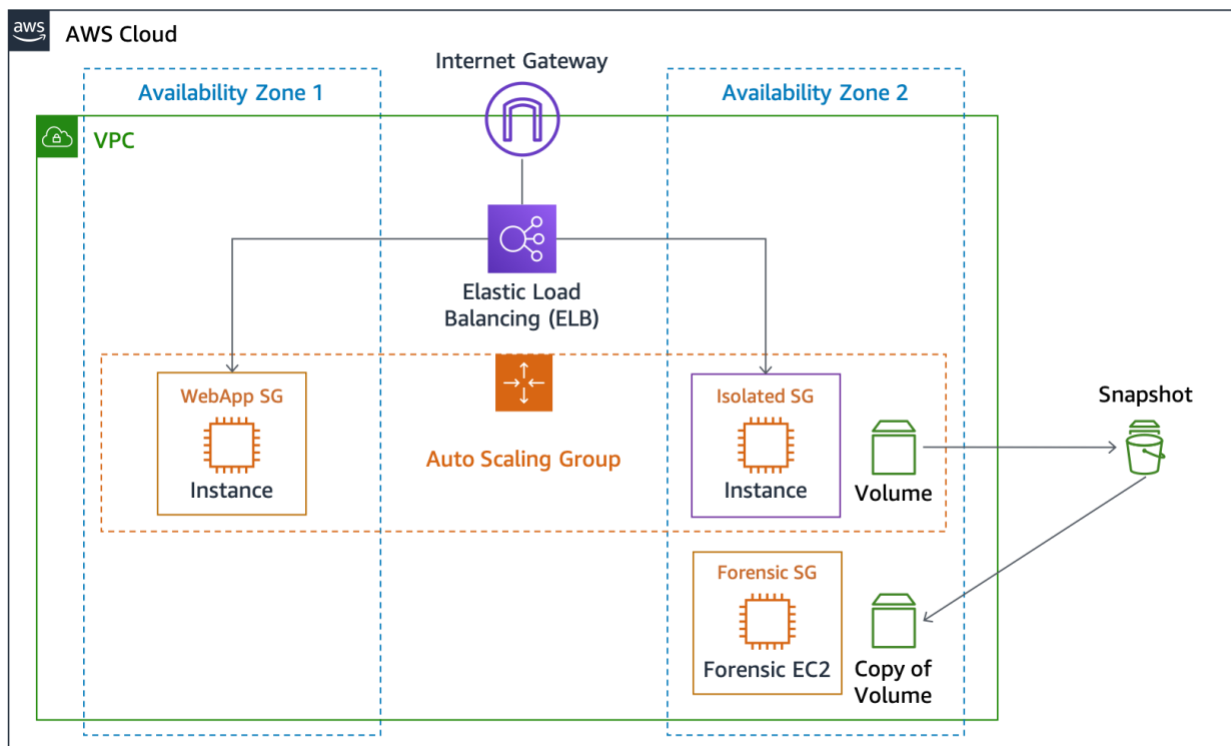 aws
AWS Cloud
Internet Gateway
Availability Zone 1
Availability Zone 2
VPC
Elastic Load
Balancing (ELB)
WebApp SG
Instance
Auto Scaling Group
Isolated SG
Instance
Volume
Snapshot
Forensic SG
Forensic EC2
Copy of
Volume